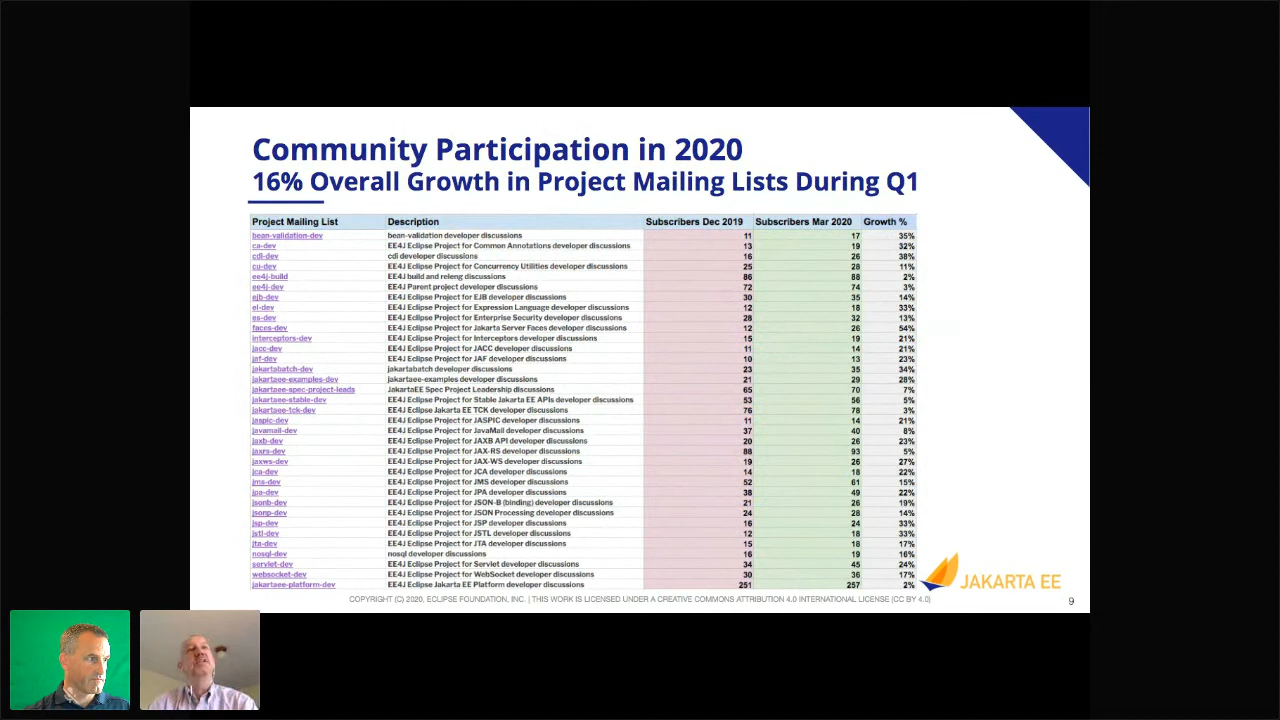 Community Participation in 2020
16% Overall Growth in Project Mailing Lists During Q1
Project Mailing List Description Subscribers Dec 2019 Subscribers Mar 2020 Growth %
bean-validation-dev bean-validation developer discussions 11 17 35%
ca-dev EE4J Eclipse Project for Common Annotations developer discussions 13 19 32%
cdi-dev cdi developer discussions 16 26 38%
cu-dev EE4J Eclipse Project for Concurrency Utilities developer discussions 25 28 11%
ee4j-build EE4J build and releng discussions 86 88 2%
ee4j-dev EE4J Parent project developer discussions 72 74 3%
ejb-dev EE4J Eclipse Project for EJB developer discussions 30 35 14%
el-dev EE4J Eclipse Project for Expression Language developer discussions 12 18 33%
es-dev EE4J Eclipse Project for Enterprise Security developer discussions 28 32 13%
faces-dev EE4J Eclipse Project for Jakarta Server Faces developer discussions 12 26 54%
interceptors-dev EE4J Eclipse Project for Interceptors developer discussions 15 19 21%
jacc-dev EE4J Eclipse Project for JACC developer discussions 11 14 21%
jaf-dev EE4J Eclipse Project for JAF developer discussions 10 13 23%
jakartabatch-dev jakartabatch developer discussions 23 35 34%
jakartaee-examples-dev jakartaee-examples developer discussions 21 29 28%
jakartaee-spec-project-leads JakartaEE Spec Project Leadership discussions 65 70 7%
jakartaee-stable-dev EE4J Eclipse Project for Stable Jakarta EE APIs developer discussions 53 56 5%
jakartaee-tck-dev EE4J Eclipse Jakarta EE TCK developer discussions 76 78 3%
jaspic-dev EE4J Eclipse Project for JASPIC developer discussions 11 14 21%
javamail-dev EE4J Eclipse Project for JavaMail developer discussions 37 40 8%
jaxb-dev EE4J Eclipse Project for JAXB API developer discussions 20 26 23%
jaxrs-dev EE4J Eclipse Project for JAX-RS developer discussions 88 93 5%
jaxws-dev EE4J Eclipse Project for JAX-WS developer discussions 19 26 27%
jca-dev EE4J Eclipse Project for JCA developer discussions 14 18 22%
jms-dev EE4J Eclipse Project for JMS developer discussions 52 61 15%
jpa-dev EE4J Eclipse Project for JPA developer discussions 38 49 22%
jsonb-dev EE4J Eclipse Project for JSON-B (binding) developer discussions 21 26 19%
jsonp-dev EE4J Eclipse Project for JSON Processing developer discussions 24 28 14%
jsp-dev EE4J Eclipse Project for JSP developer discussions 16 24 33%
jstl-dev EE4J Eclipse Project for JSTL developer discussions 12 18 33%
jta-dev EE4J Eclipse Project for JTA developer discussions 15 18 17%
nosql-dev nosql developer discussions 16 19 16%
servlet-dev EE4J Eclipse Project for Servlet developer discussions 34 45 24%
websocket-dev EE4J Eclipse Project for WebSocket developer discussions 30 36 17%
jakartaee-platform-dev EE4J Eclipse Jakarta EE Platform developer discussions 251 257 2%
JAKARTA EE
COPYRIGHT (C) 2020, ECLIPSE FOUNDATION, INC. | THIS WORK IS LICENSED UNDER A CREATIVE COMMONS ATTRIBUTION 4.0 INTERNATIONAL LICENSE (CC BY 4.0)
9